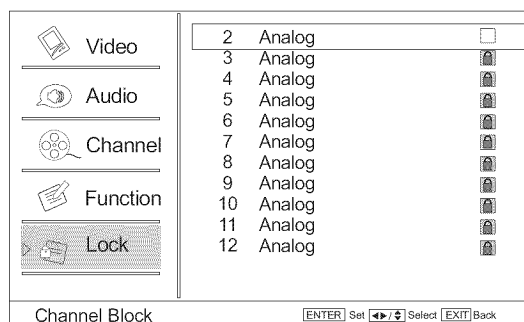 Video
Audio
Channel
Function
Lock
2 Analog
3 Analog
4 Analog
5 Analog
6 Analog
7 Analog
8 Analog
9 Analog
10 Analog
11 Analog
12 Analog
Channel Block
ENTER Set ◀▶/▲▼ Select EXIT Back